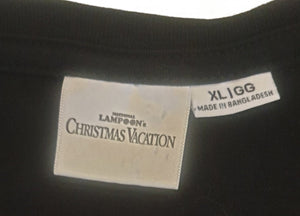 NATIONAL
LAMPOON's
CHRISTMAS VACATION
XL|GG
MADE IN BANGLADESH